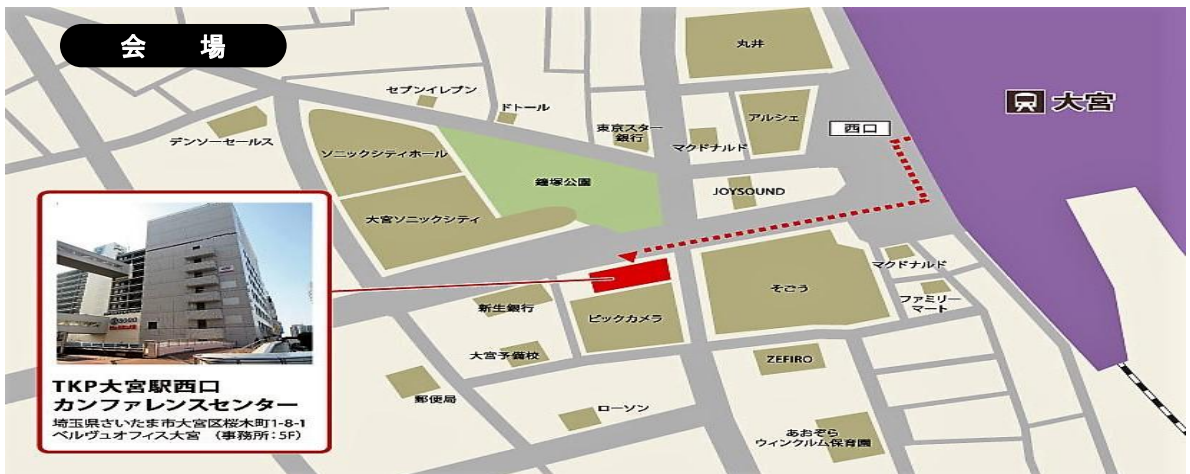 会 場
丸井
大宮
セブンイレブン
ドトール
アルシェ
西口
デンソーセールス
東京スター
銀行
マクドナルド
ソニックシティホール
鐘塚公園
JOYSOUND
大宮ソニックシティ
マクドナルド
そごう
ファミリー
マート
新生銀行
ビックカメラ
大宮予備校
ZEFIRO
郵便局
ローソン
あおぞら
ウィンクルム保育園
TKP大宮駅西口
カンファレンスセンター
埼玉県さいたま市大宮区桜木町1-8-1
ベルヴュオフィス大宮 (事務所:5F)